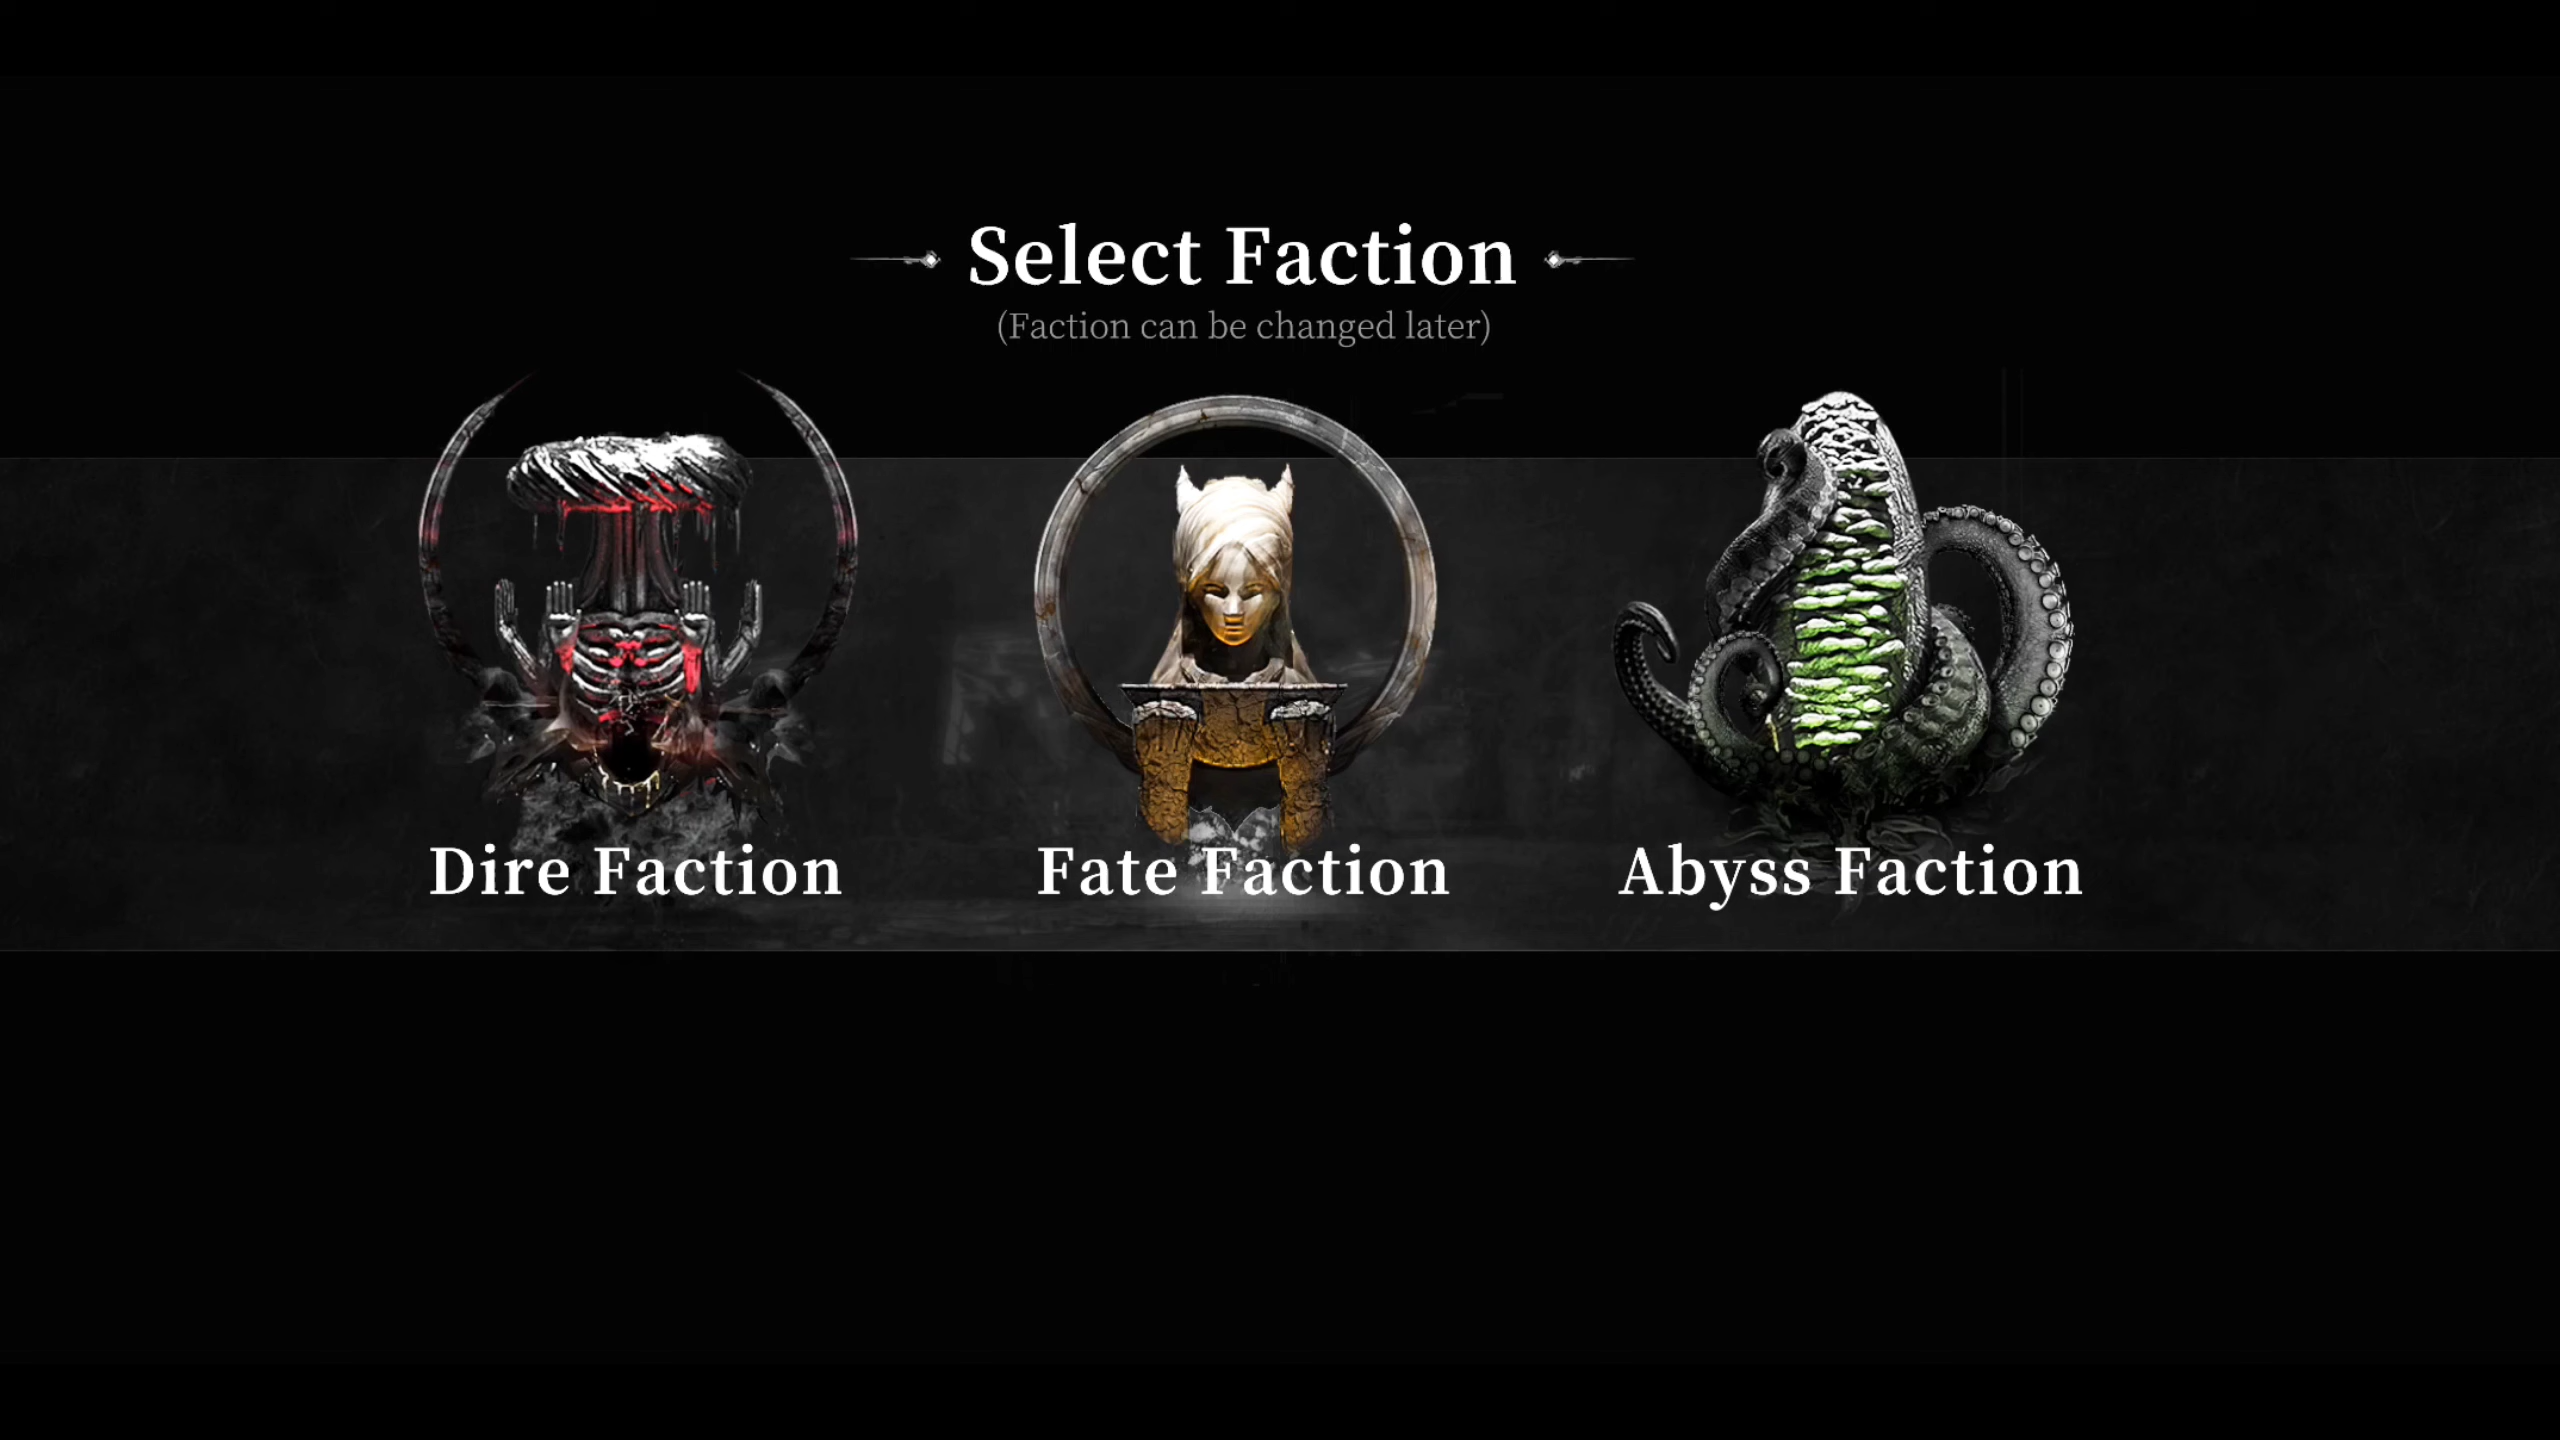 Select Faction
(Faction can be changed later)
Dire Faction
Fate Faction
Abyss Faction